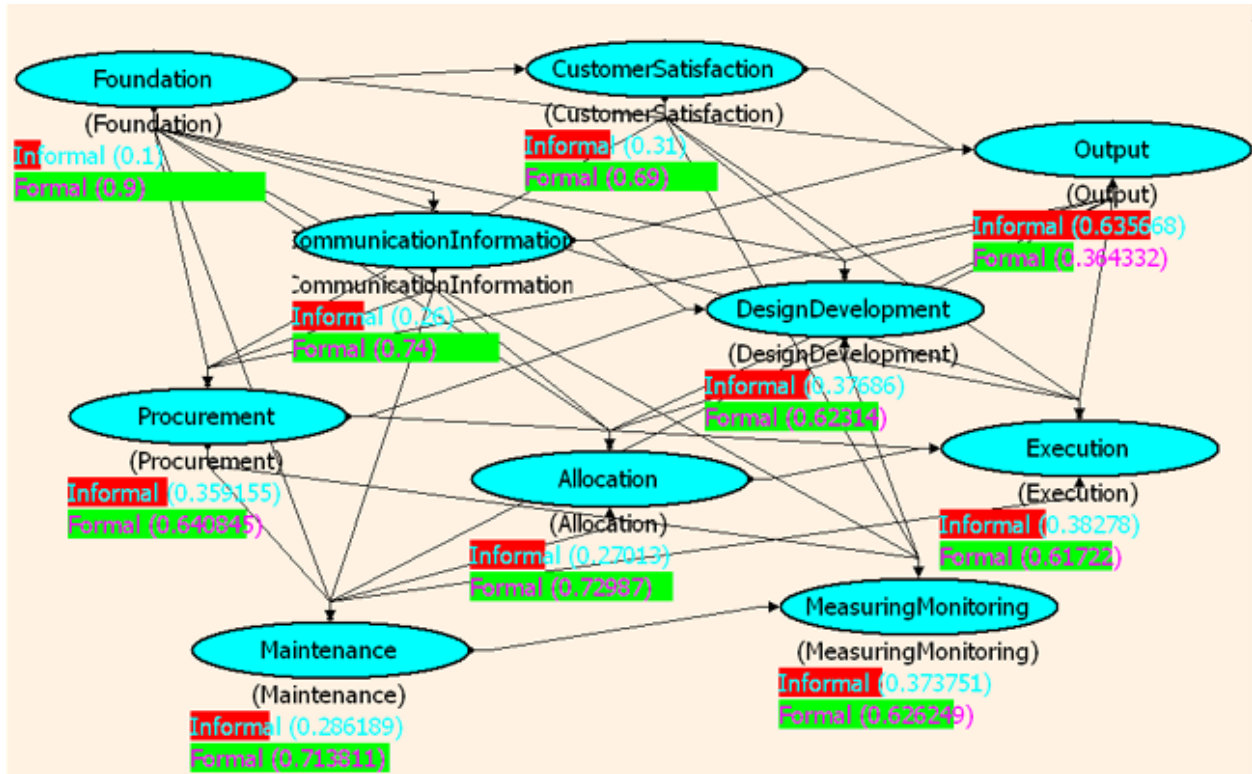 Foundation
(Foundation)
Informal (0.1)
Formal (0.9)
CustomerSatisfaction
(CustomerSatisfaction)
Informal (0.31)
Formal (0.69)
Output
(Output)
Informal (0.635668)
Formal (0.364332)
ommunicationInformation
ommunicationInformation
Informal (0.26)
Formal (0.74)
DesignDevelopment
(DesignDevelopment)
Informal (0.37686)
Formal (0.62314)
Procurement
(Procurement)
Informal (0.359155)
Formal (0.640845)
Allocation
(Allocation)
Informal (0.27013)
Formal (0.72987)
Execution
(Execution)
Informal (0.38278)
Formal (0.61722)
Maintenance
(Maintenance)
Informal (0.286189)
Formal (0.713811)
MeasuringMonitoring
(MeasuringMonitoring)
Informal (0.373751)
Formal (0.626249)